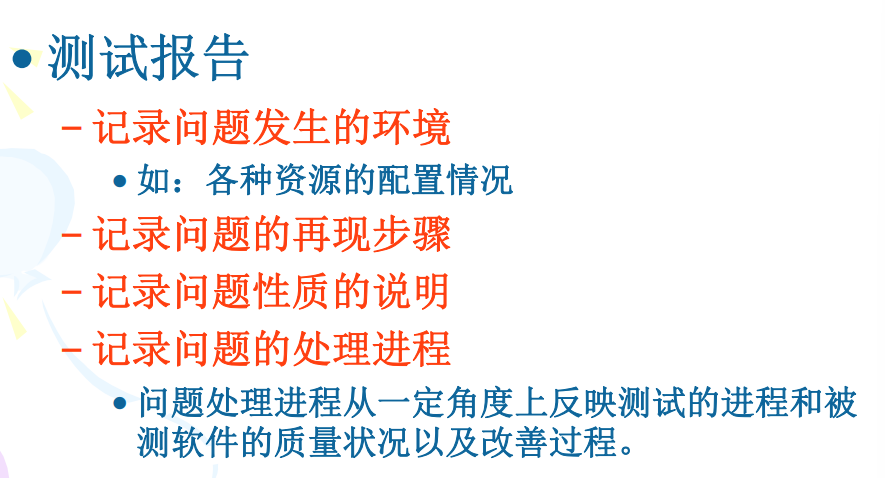 • 测试报告
– 记录问题发生的环境
• 如：各种资源的配置情况
– 记录问题的再现步骤
– 记录问题性质的说明
– 记录问题的处理进程
• 问题处理进程从一定角度上反映测试的进程和被
测软件的质量状况以及改善过程。